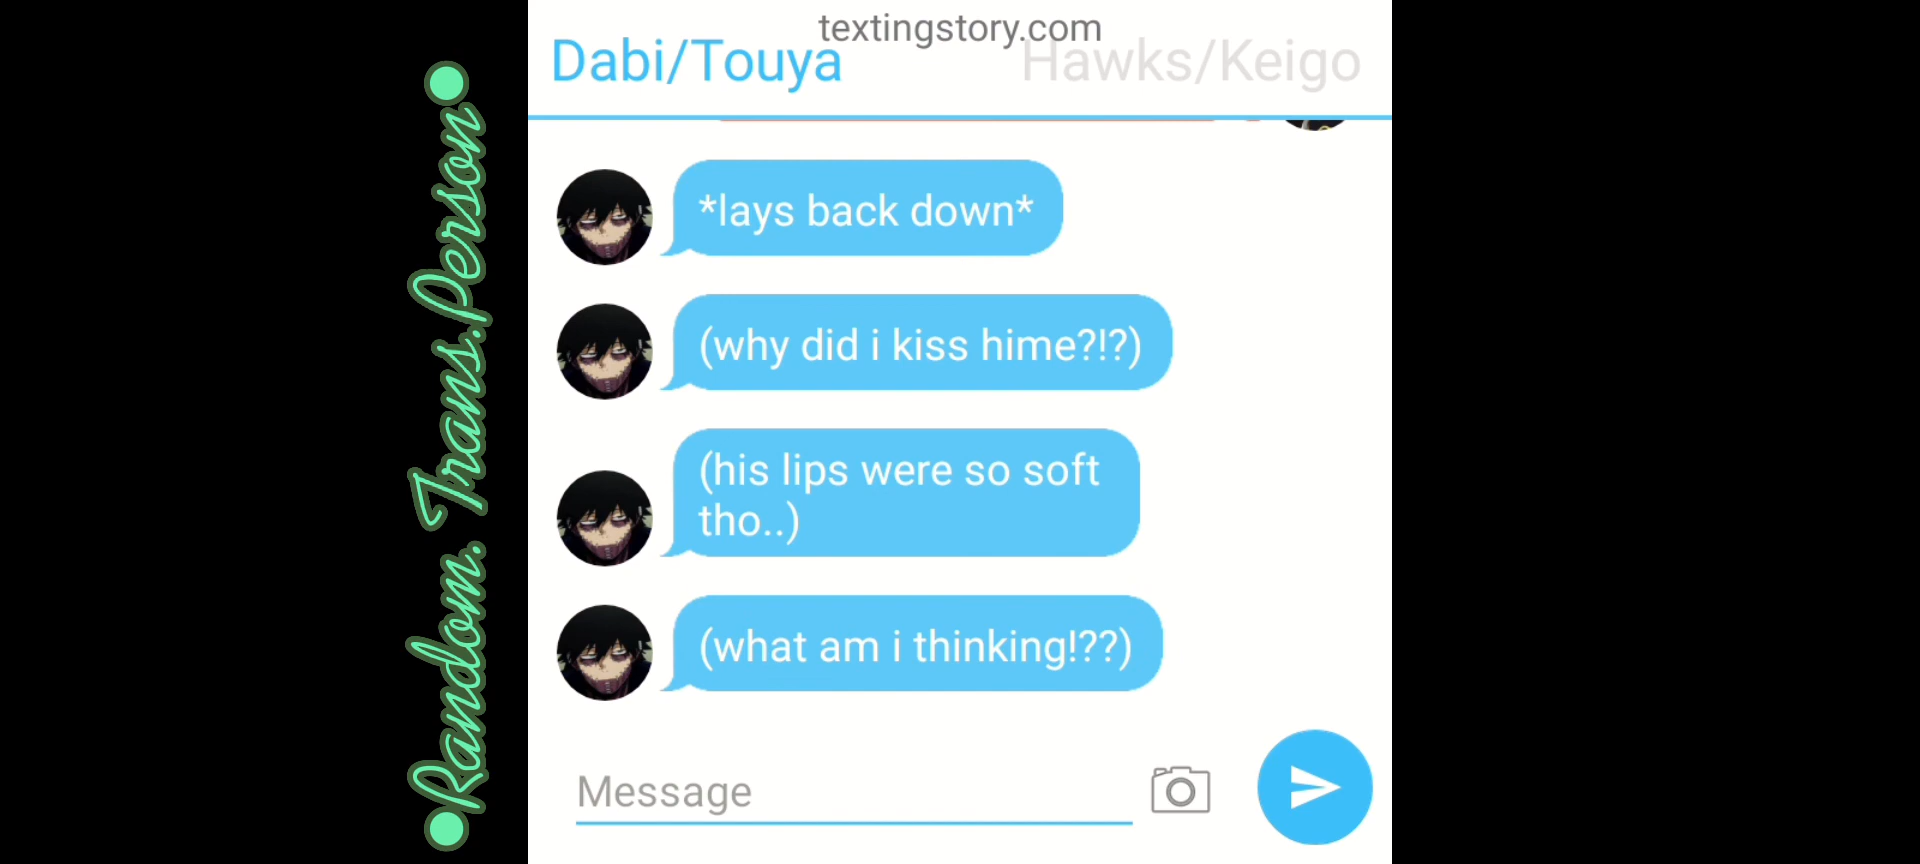 textingstory.com
Dabi/Touya
Hawks/Keigo
*lays back down*
(why did i kiss hime?!?)
(his lips were so soft
tho..)
(what am i thinking!??)
Message
•Random. Trans.Person•